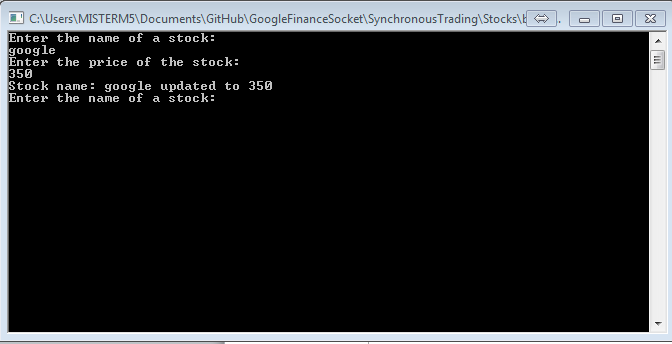 C:\Users\MISTERM5\Documents\GitHub\GoogleFinanceSocket\SynchronousTrading\Stocks\b
Enter the name of a stock:
google
Enter the price of the stock:
350
Stock name: google updated to 350
Enter the name of a stock: